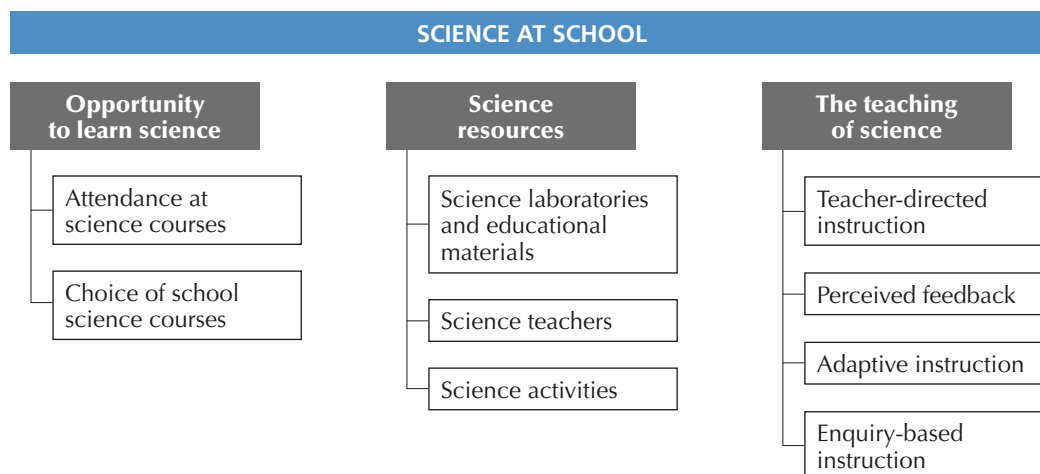 SCIENCE AT SCHOOL
Opportunity
to learn science
Attendance at
science courses
Choice of school
science courses
Science
resources
Science laboratories
and educational
materials
Science teachers
Science activities
The teaching
of science
Teacher-directed
instruction
Perceived feedback
Adaptive instruction
Enquiry-based
instruction